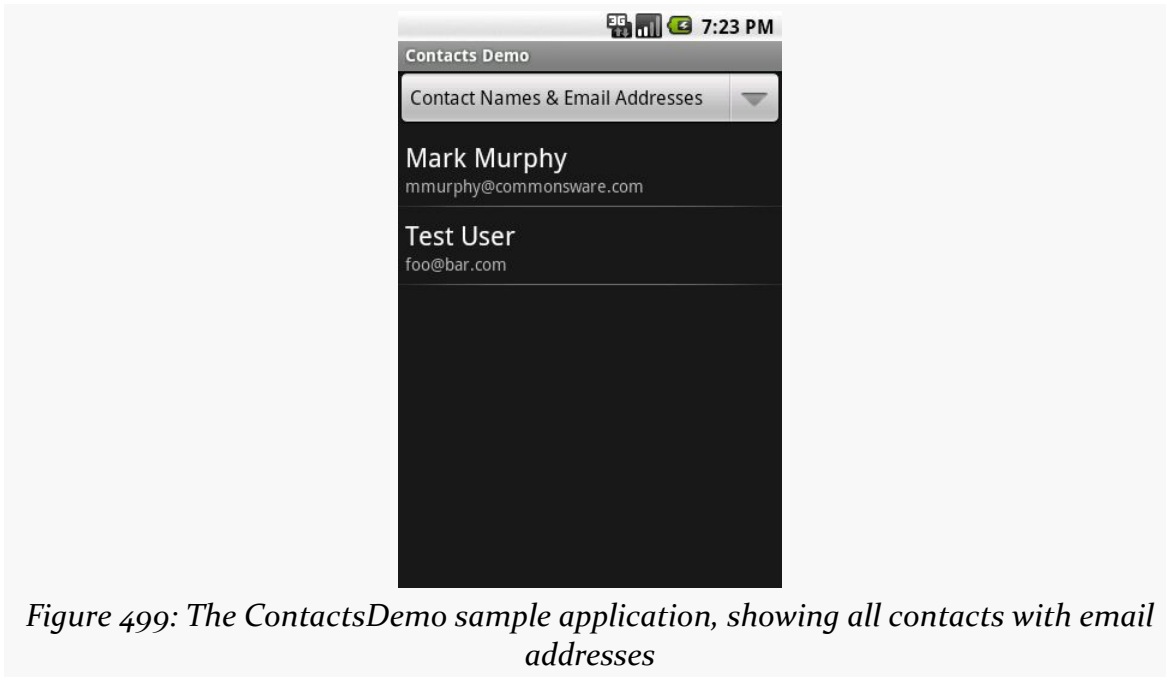 3G 7:23 PM
Contacts Demo
Contact Names & Email Addresses
Mark Murphy
mmurphy@commonsware.com
Test User
foo@bar.com
Figure 499: The ContactsDemo sample application, showing all contacts with email
addresses